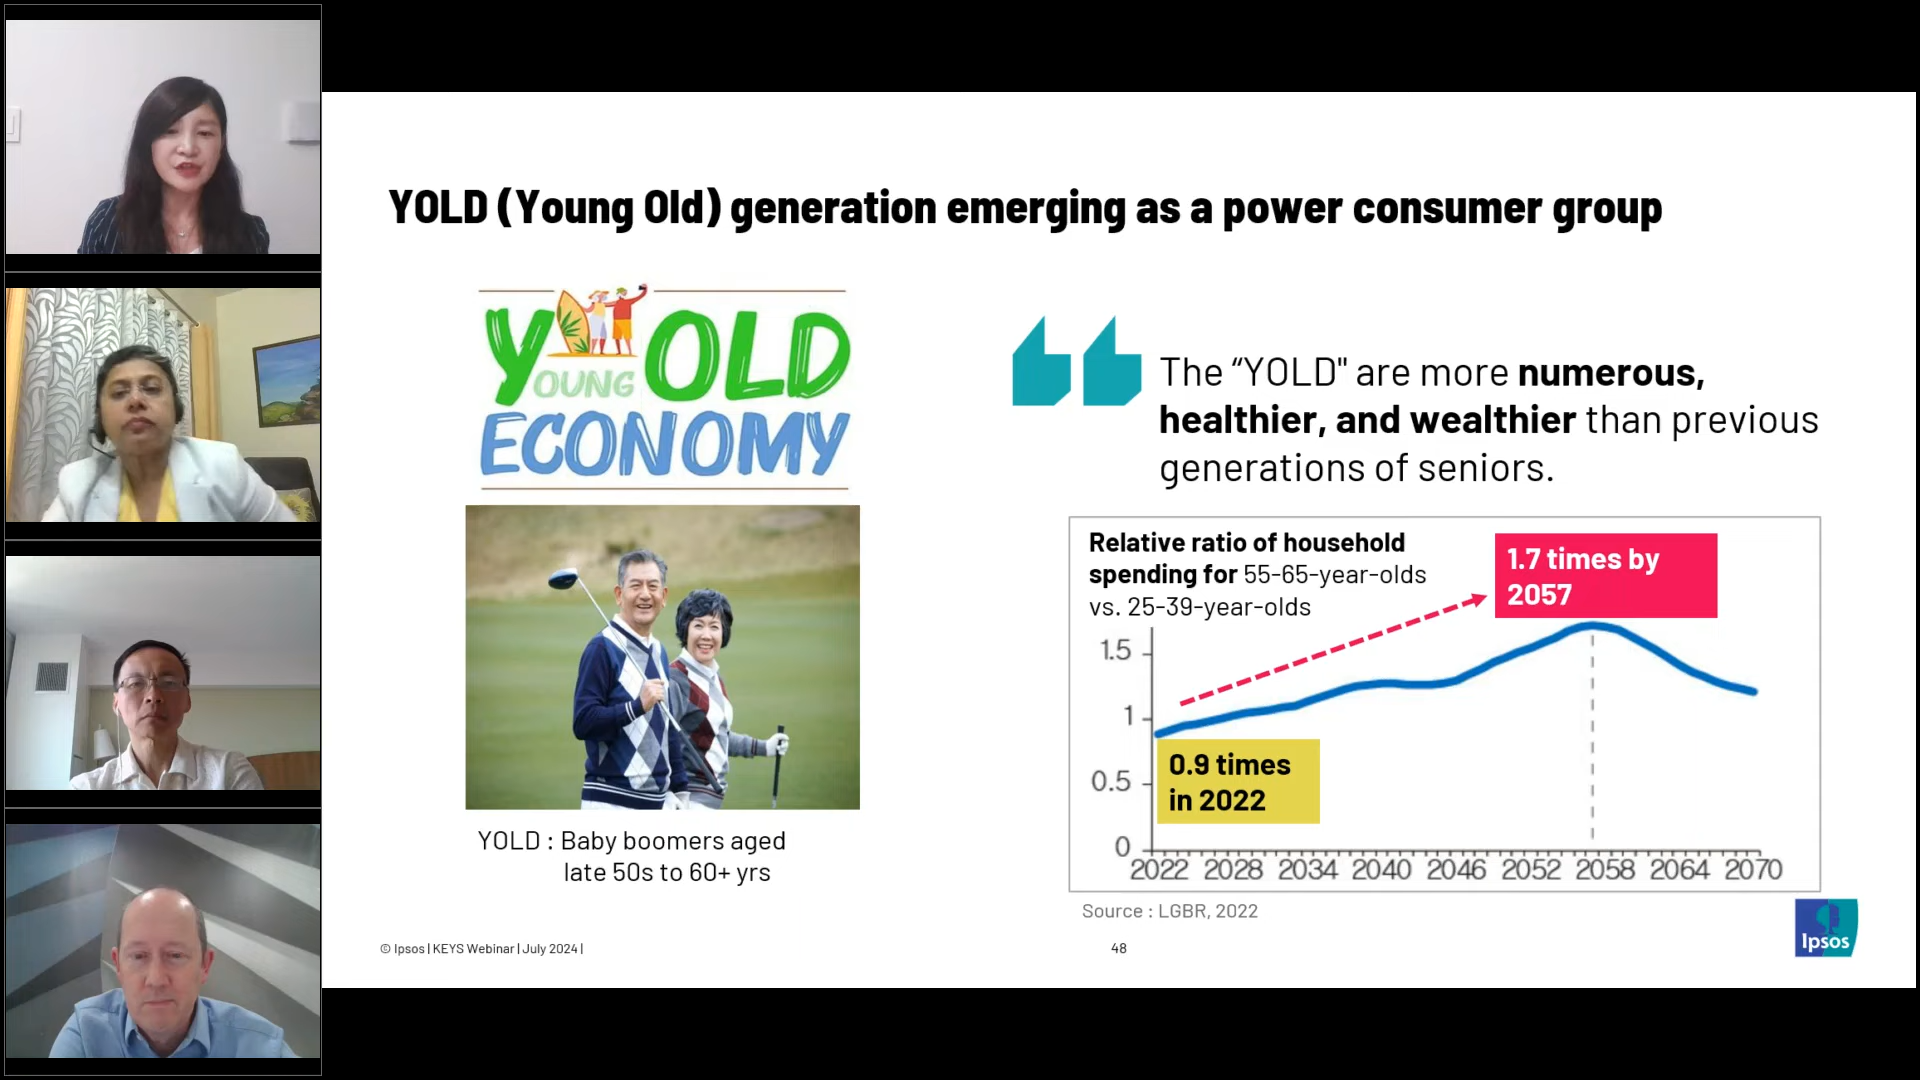 YOLD (Young Old) generation emerging as a power consumer group
YOUNG OLD
ECONOMY
YOLD : Baby boomers aged
late 50s to 60+ yrs
The “YOLD" are more numerous,
healthier, and wealthier than previous
generations of seniors.
Relative ratio of household
spending for 55-65-year-olds
vs. 25-39-year-olds
1.7 times by
2057
1.5
1
0.5
0
0.9 times
in 2022
2022 2028 2034 2040 2046 2052 2058 2064 2070
Source : LGBR, 2022
© Ipsos | KEYS Webinar | July 2024 |
48
Ipsos